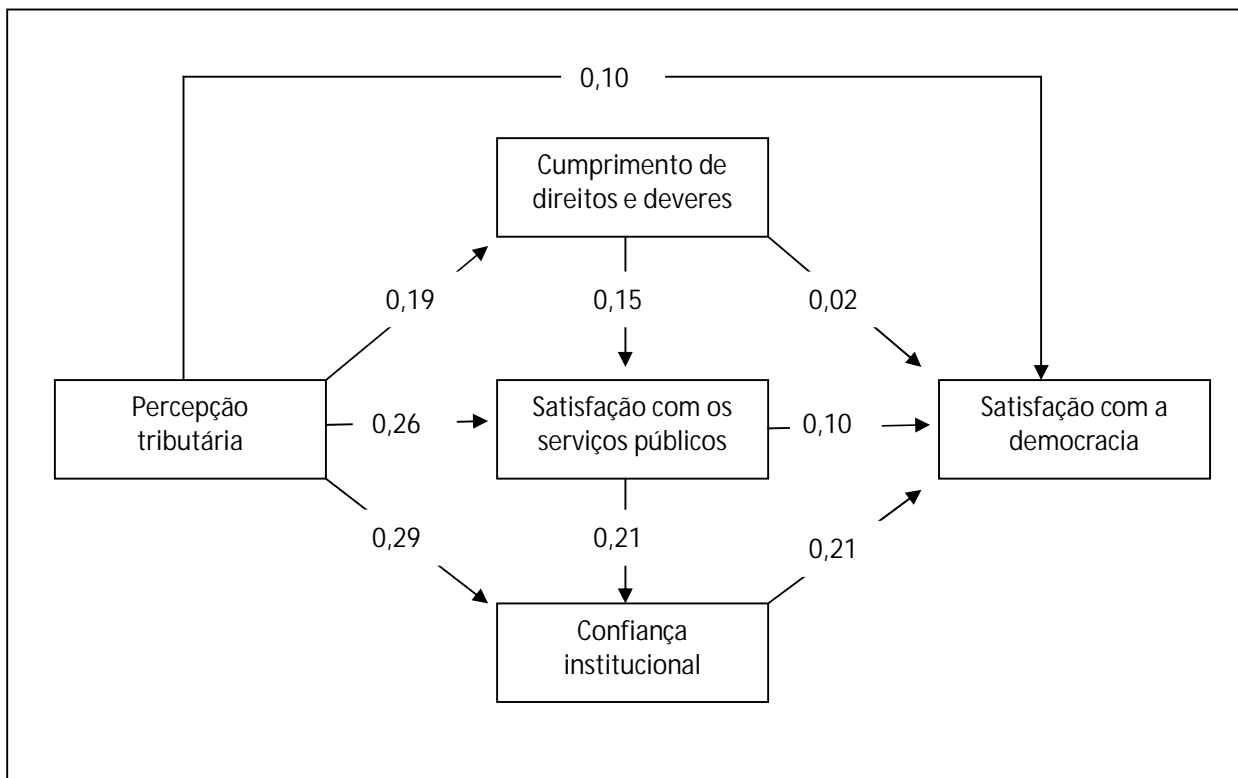 0,10
Cumprimento de
direitos e deveres
0,19
0,15
0,02
Percepção
tributária
0,26
Satisfação com os
serviços públicos
0,10
Satisfação com a
democracia
0,29
0,21
0,21
Confiança
institucional